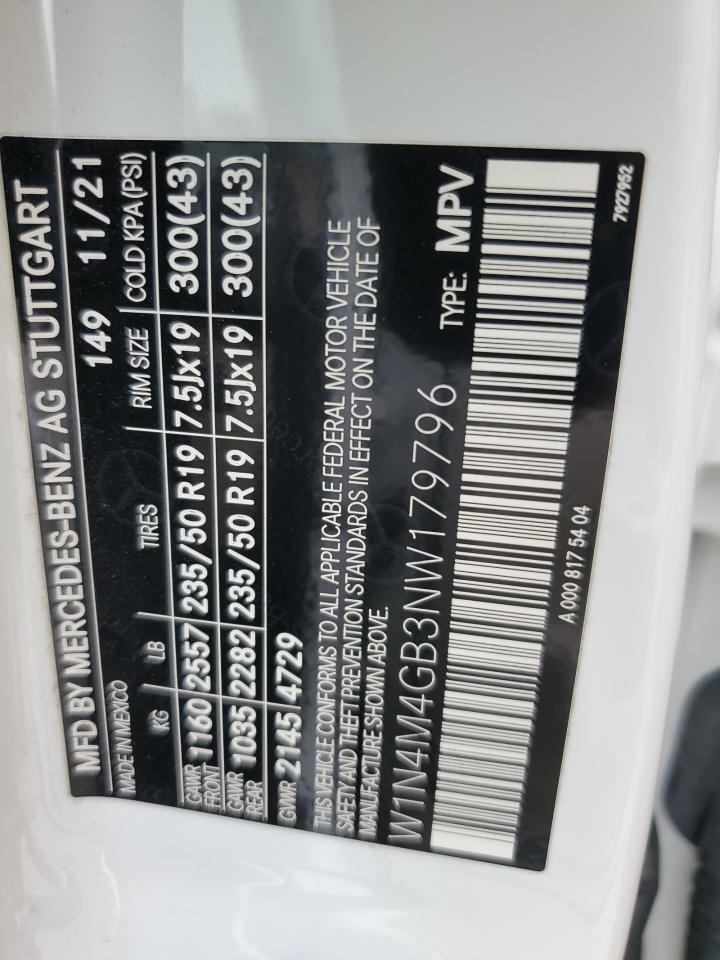 MFD BY MERCEDES-BENZ AG STUTTGART
MADE IN MEXICO 149 11/21
KG LB TIRES RIM SIZE COLD KPA (PSI)
GAWR FRONT 1160 2557 235/50 R19 7.5Jx19 300(43)
GAWR REAR 1035 2282 235/50 R19 7.5Jx19 300(43)
GVWR 2145 4729
THIS VEHICLE CONFORMS TO ALL APPLICABLE FEDERAL MOTOR VEHICLE
SAFETY AND THEFT PREVENTION STANDARDS IN EFFECT ON THE DATE OF
MANUFACTURE SHOWN ABOVE.
W1N4M4GB3NW179796 TYPE: MPV
A 000 817 54 04 7927952